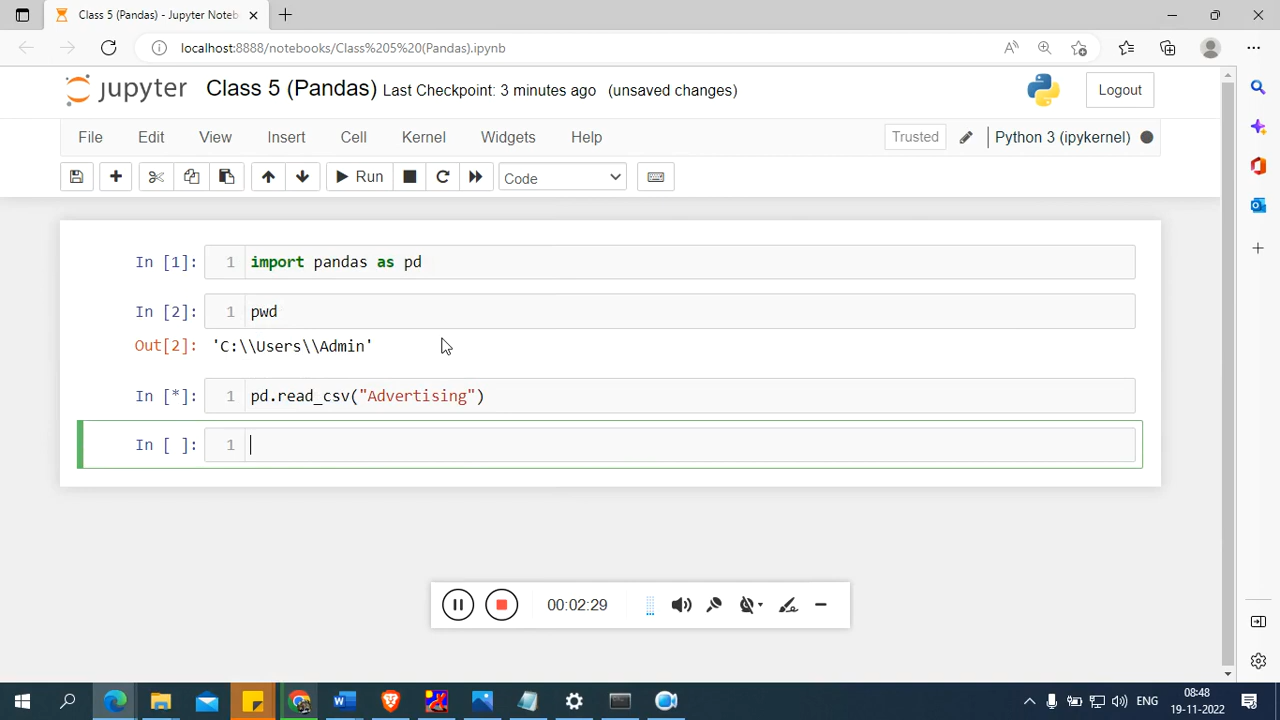 Class 5 (Pandas) - Jupyter Noteb
localhost:8888/notebooks/Class%205%20(Pandas).ipynb
jupyter Class 5 (Pandas) Last Checkpoint: 3 minutes ago (unsaved changes) Logout
File Edit View Insert Cell Kernel Widgets Help Trusted Python 3 (ipykernel)
Run Code
In [1]: 1 import pandas as pd
In [2]: 1 pwd
Out[2]: 'C:\\Users\\Admin'
In [*]: 1 pd.read_csv("Advertising")
In [ ]: 1
00:02:29
ENG 08:48
19-11-2022